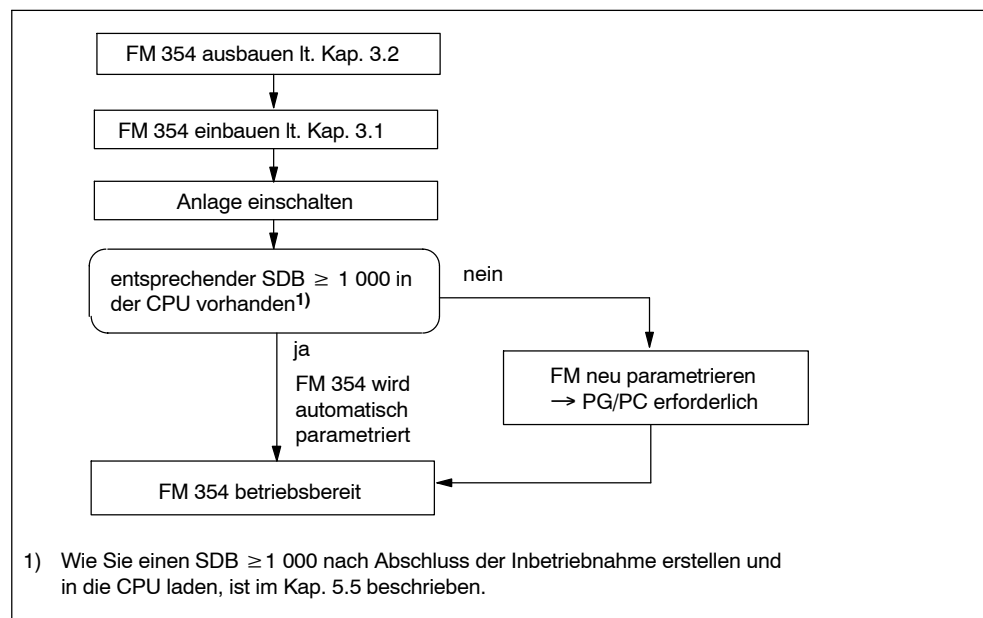 FM 354 ausbauen lt. Kap. 3.2
FM 354 einbauen lt. Kap. 3.1
Anlage einschalten
entsprechender SDB ≥ 1 000 in
der CPU vorhanden1)
nein
ja
FM 354 wird
automatisch
parametriert
FM neu parametrieren
→ PG/PC erforderlich
FM 354 betriebsbereit
1) Wie Sie einen SDB ≥ 1 000 nach Abschluss der Inbetriebnahme erstellen und
in die CPU laden, ist im Kap. 5.5 beschrieben.